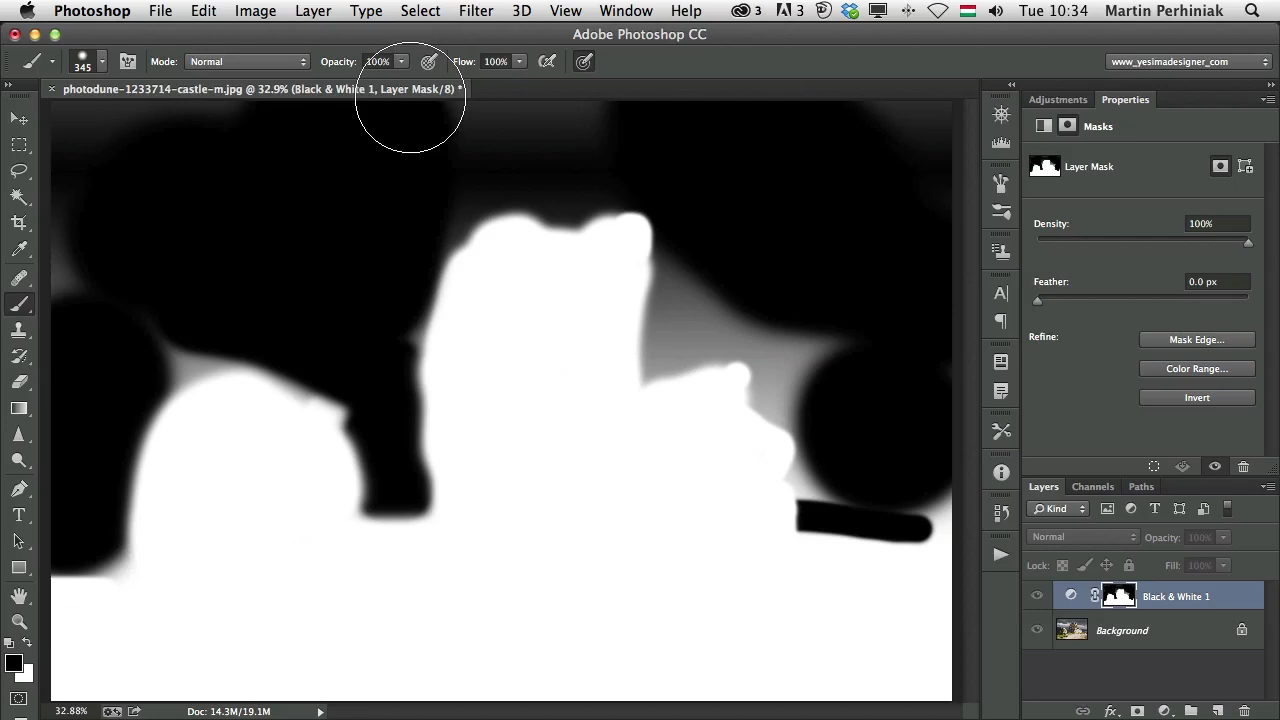 Photoshop File Edit Image Layer Type Select Filter 3D View Window Help 3 3 Tue 10:34 Martin Perhiniak
Adobe Photoshop CC
345 Mode: Normal Opacity: 100% Flow: 100% www_yesimadesigner_com
× photodune-1233714-castle-m.jpg @ 32.9% (Black & White 1, Layer Mask/8) *
Adjustments Properties
Masks
Layer Mask
Density: 100%
Feather: 0.0 px
Refine: Mask Edge...
Color Range...
Invert
Layers Channels Paths
Kind
Normal Opacity: 100%
Lock: Fill: 100%
Black & White 1
Background
32.88% Doc: 14.3M/19.1M